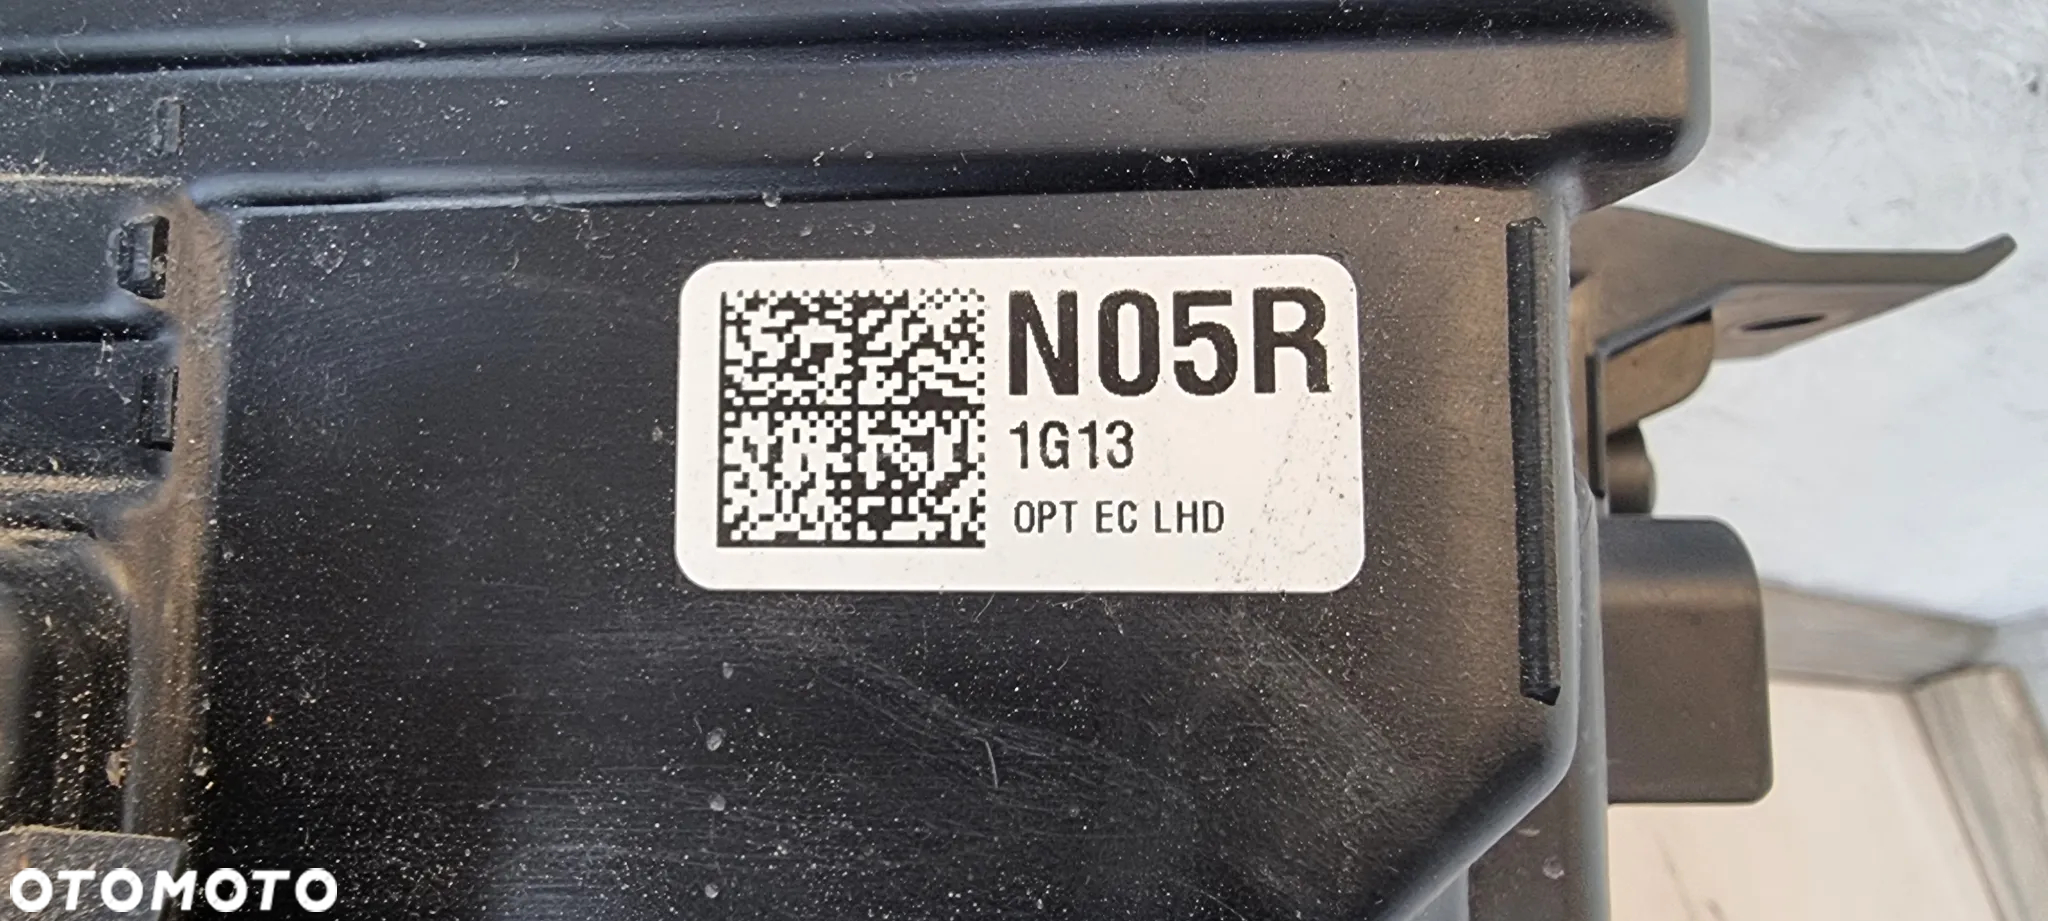 N05R
1G13
OPT EC LHD
OTOMOTO